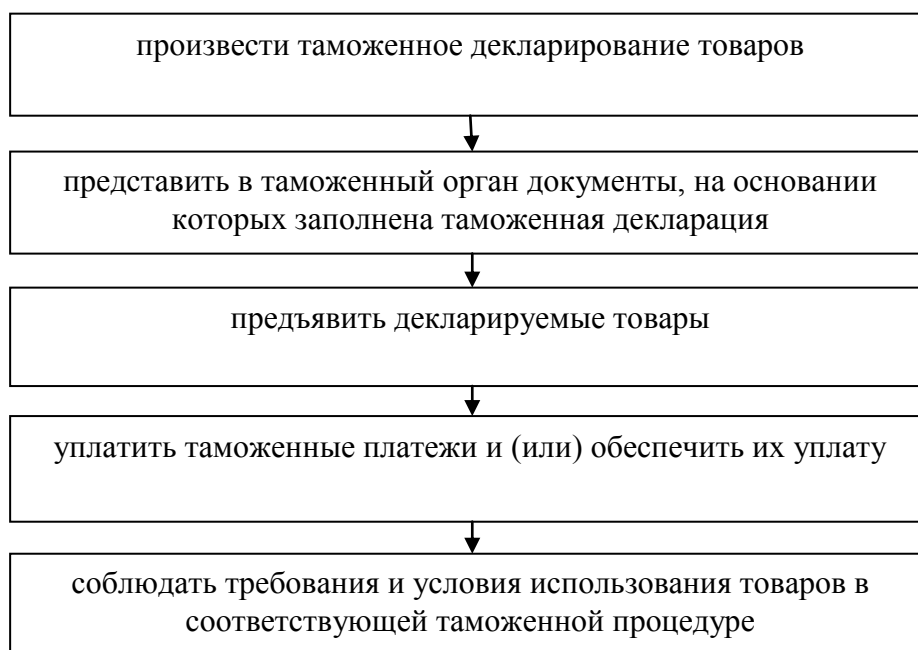 произвести таможенное декларирование товаров
представить в таможенный орган документы, на основании
которых заполнена таможенная декларация
предъявить декларируемые товары
уплатить таможенные платежи и (или) обеспечить их уплату
соблюдать требования и условия использования товаров в
соответствующей таможенной процедуре